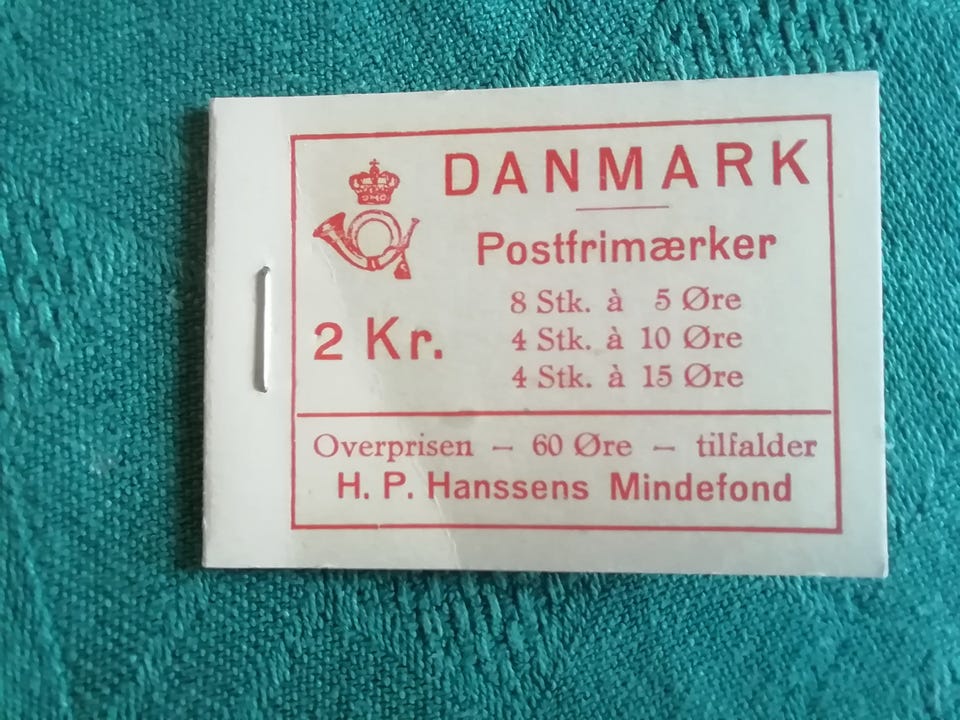 DANMARK
Postfrimærker
2 Kr.
8 Stk. à 5 Øre
4 Stk. à 10 Øre
4 Stk. à 15 Øre
Overprisen – 60 Øre – tilfalder
H. P. Hanssens Mindefond